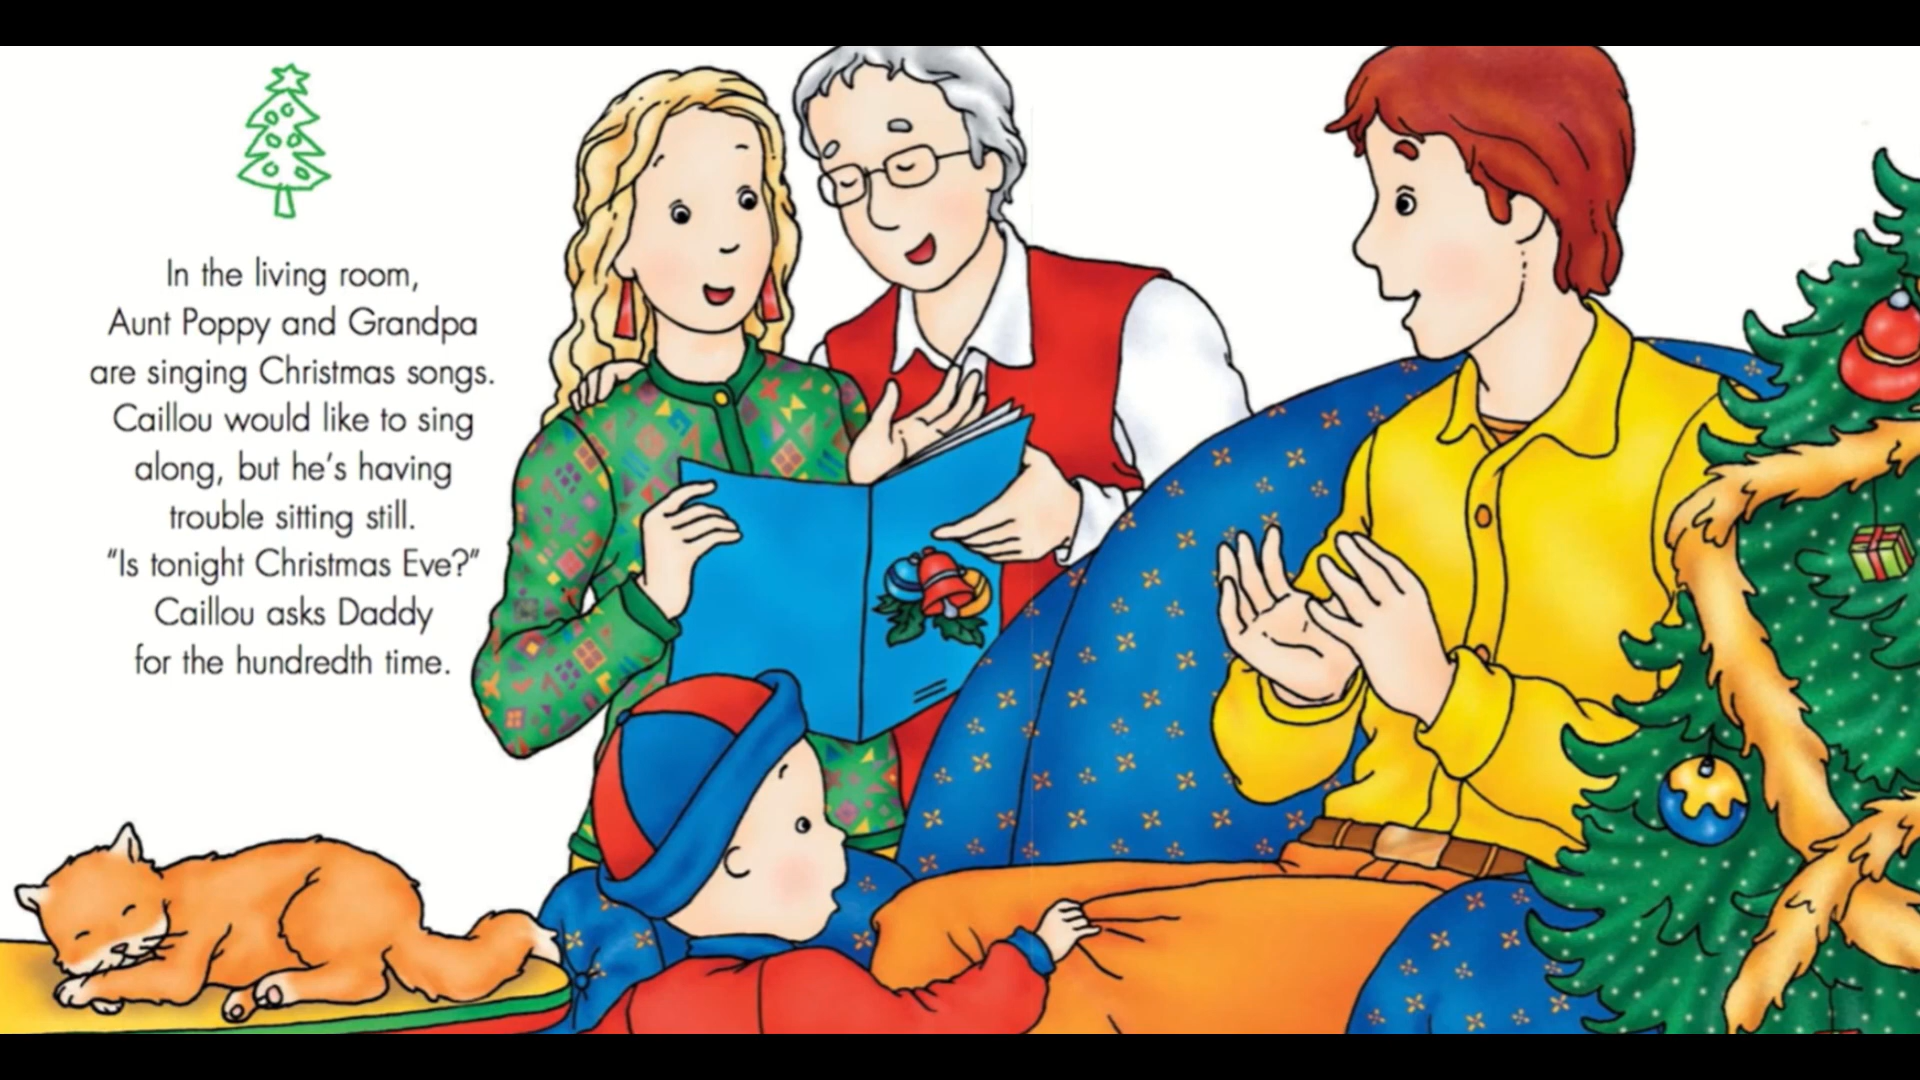 In the living room,
Aunt Poppy and Grandpa
are singing Christmas songs.
Caillou would like to sing
along, but he's having
trouble sitting still.
"Is tonight Christmas Eve?"
Caillou asks Daddy
for the hundredth time.